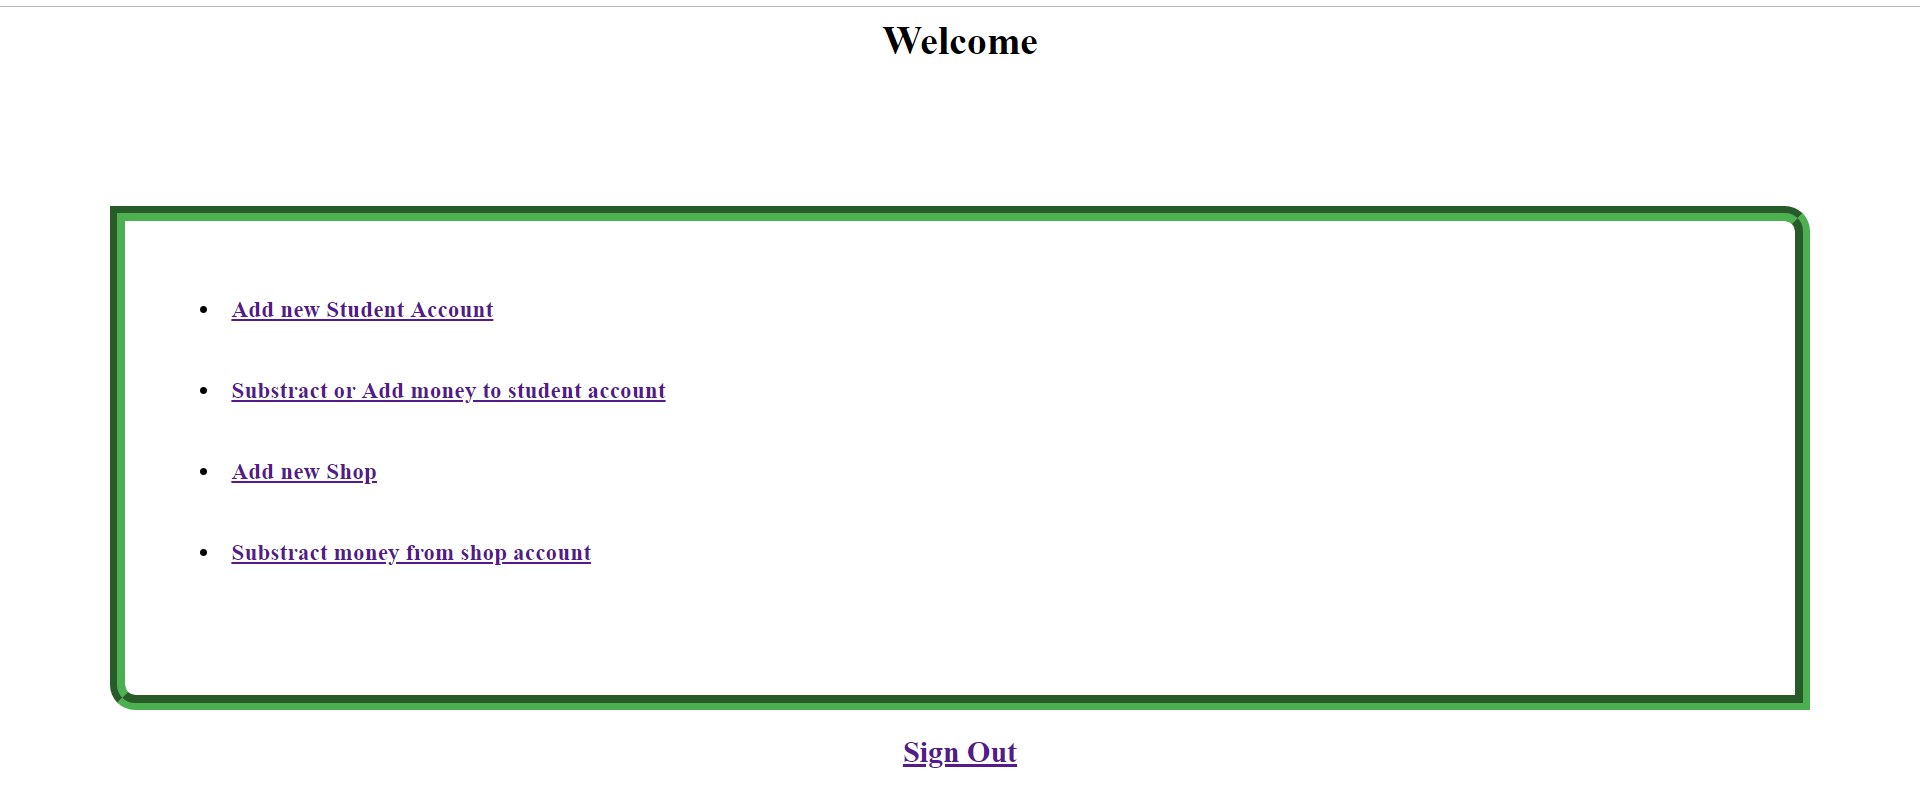 Welcome
Add new Student Account
Substract or Add money to student account
Add new Shop
Substract money from shop account
Sign Out